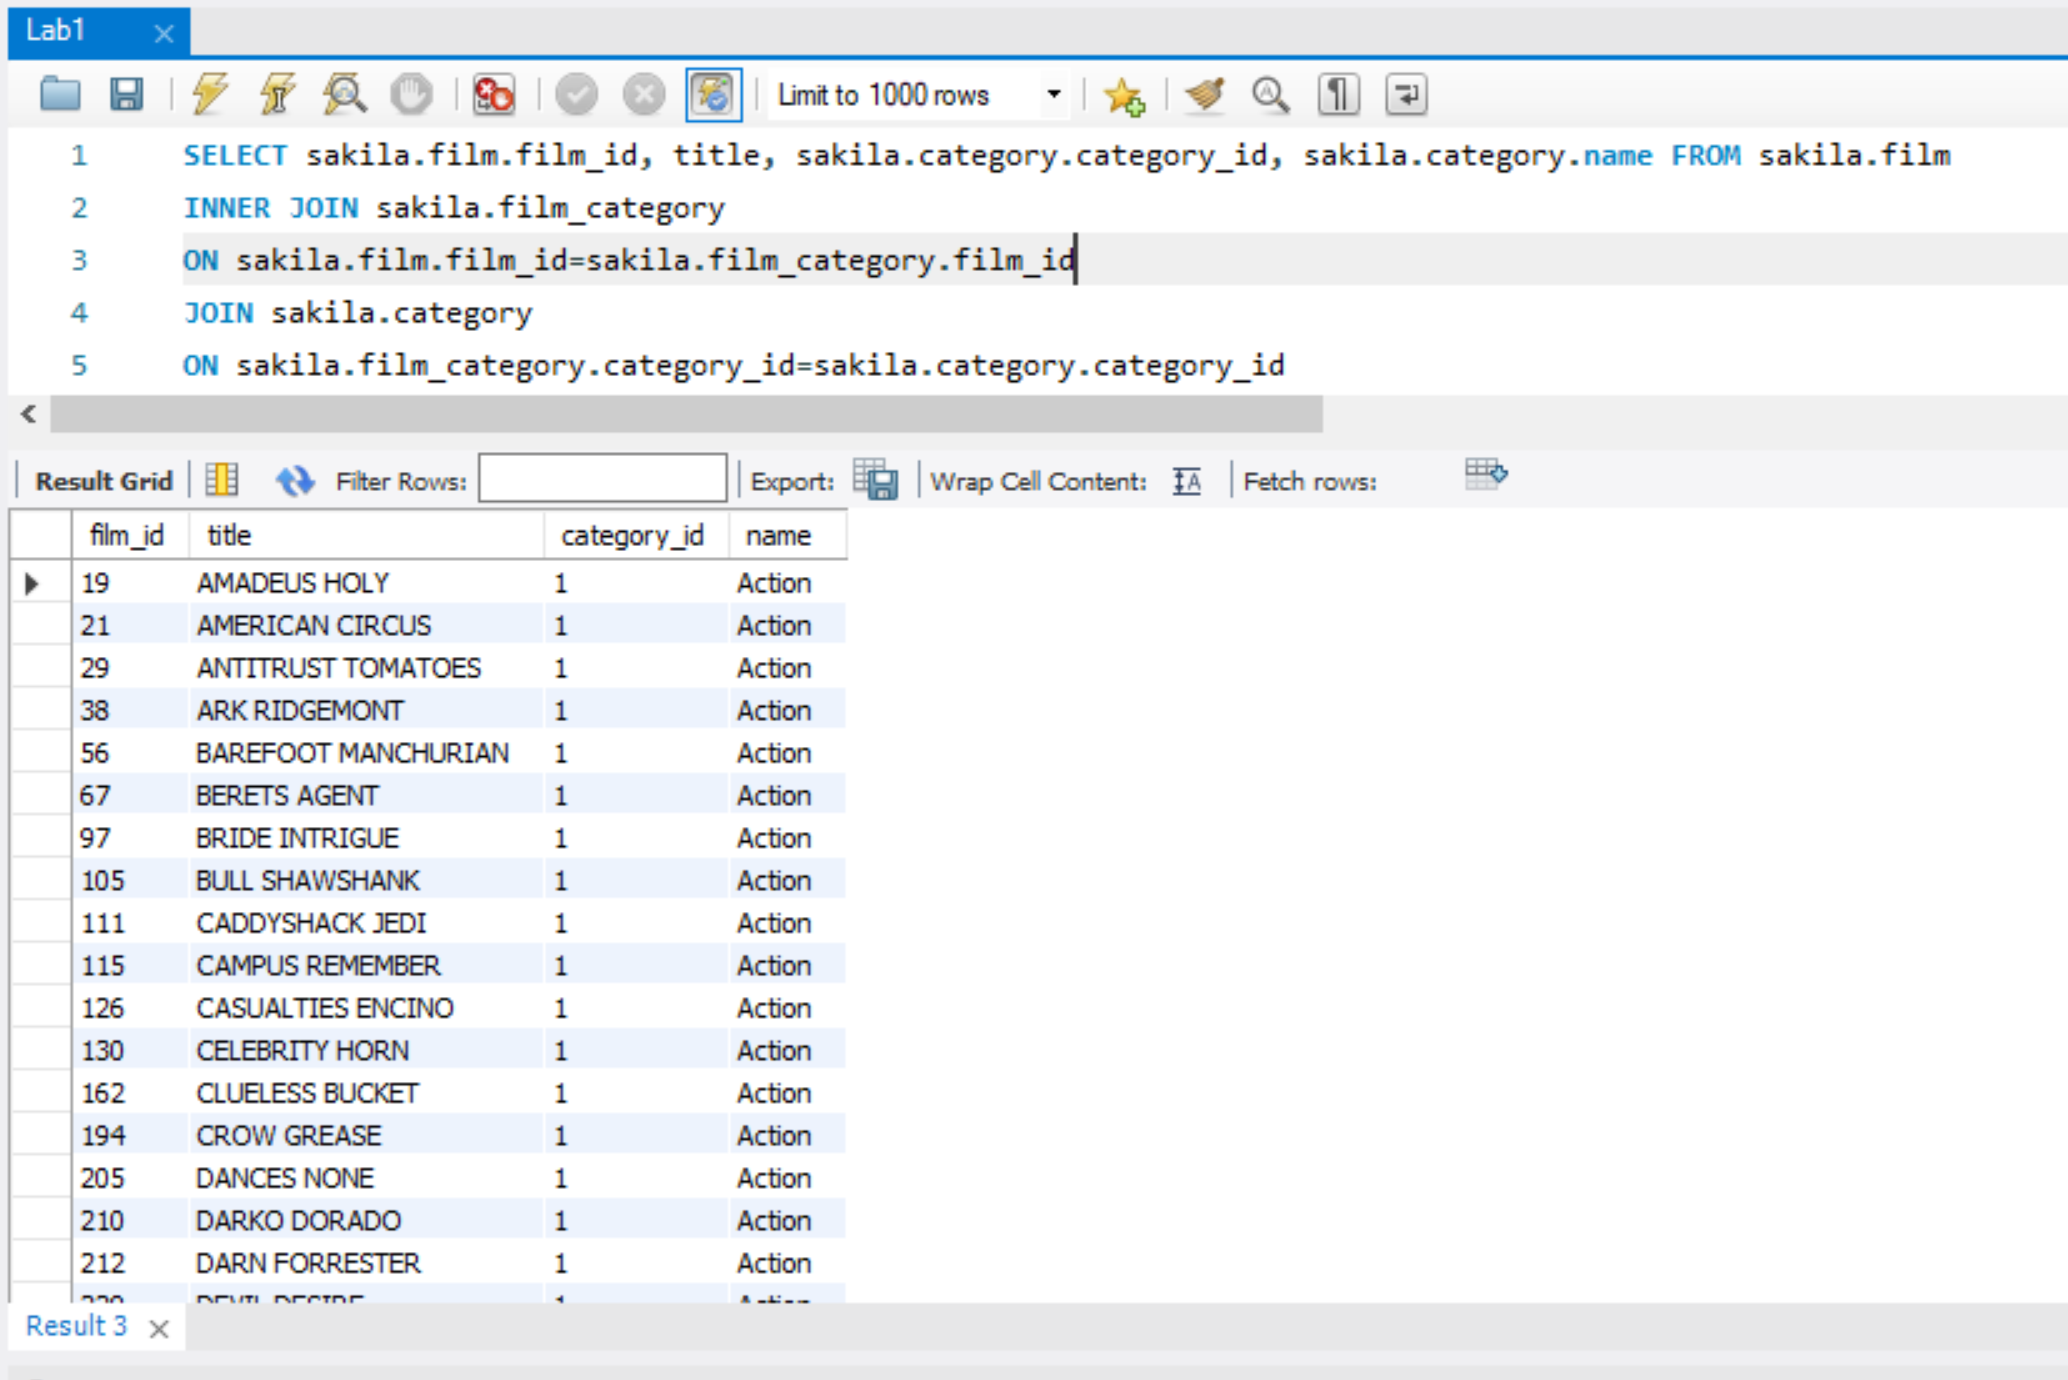 Lab1
Limit to 1000 rows
1 SELECT sakila.film.film_id, title, sakila.category.category_id, sakila.category.name FROM sakila.film
2 INNER JOIN sakila.film_category
3 ON sakila.film.film_id=sakila.film_category.film_id
4 JOIN sakila.category
5 ON sakila.film_category.category_id=sakila.category.category_id
Result Grid Filter Rows: Export: Wrap Cell Content: Fetch rows:
film_id title category_id name
19 AMADEUS HOLY 1 Action
21 AMERICAN CIRCUS 1 Action
29 ANTITRUST TOMATOES 1 Action
38 ARK RIDGEMONT 1 Action
56 BAREFOOT MANCHURIAN 1 Action
67 BERETS AGENT 1 Action
97 BRIDE INTRIGUE 1 Action
105 BULL SHAWSHANK 1 Action
111 CADDYSHACK JEDI 1 Action
115 CAMPUS REMEMBER 1 Action
126 CASUALTIES ENCINO 1 Action
130 CELEBRITY HORN 1 Action
162 CLUELESS BUCKET 1 Action
194 CROW GREASE 1 Action
205 DANCES NONE 1 Action
210 DARKO DORADO 1 Action
212 DARN FORRESTER 1 Action
DEVIL DESIRE 1 Action
Result 3